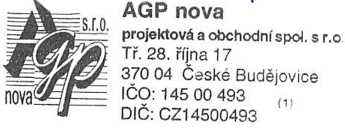 Agp
s.r.o.
nova
AGP nova
projektová a obchodní spol. s r.o.
Tř. 28. října 17
370 04 České Budějovice
IČO: 145 00 493
(1)
DIČ: CZ14500493